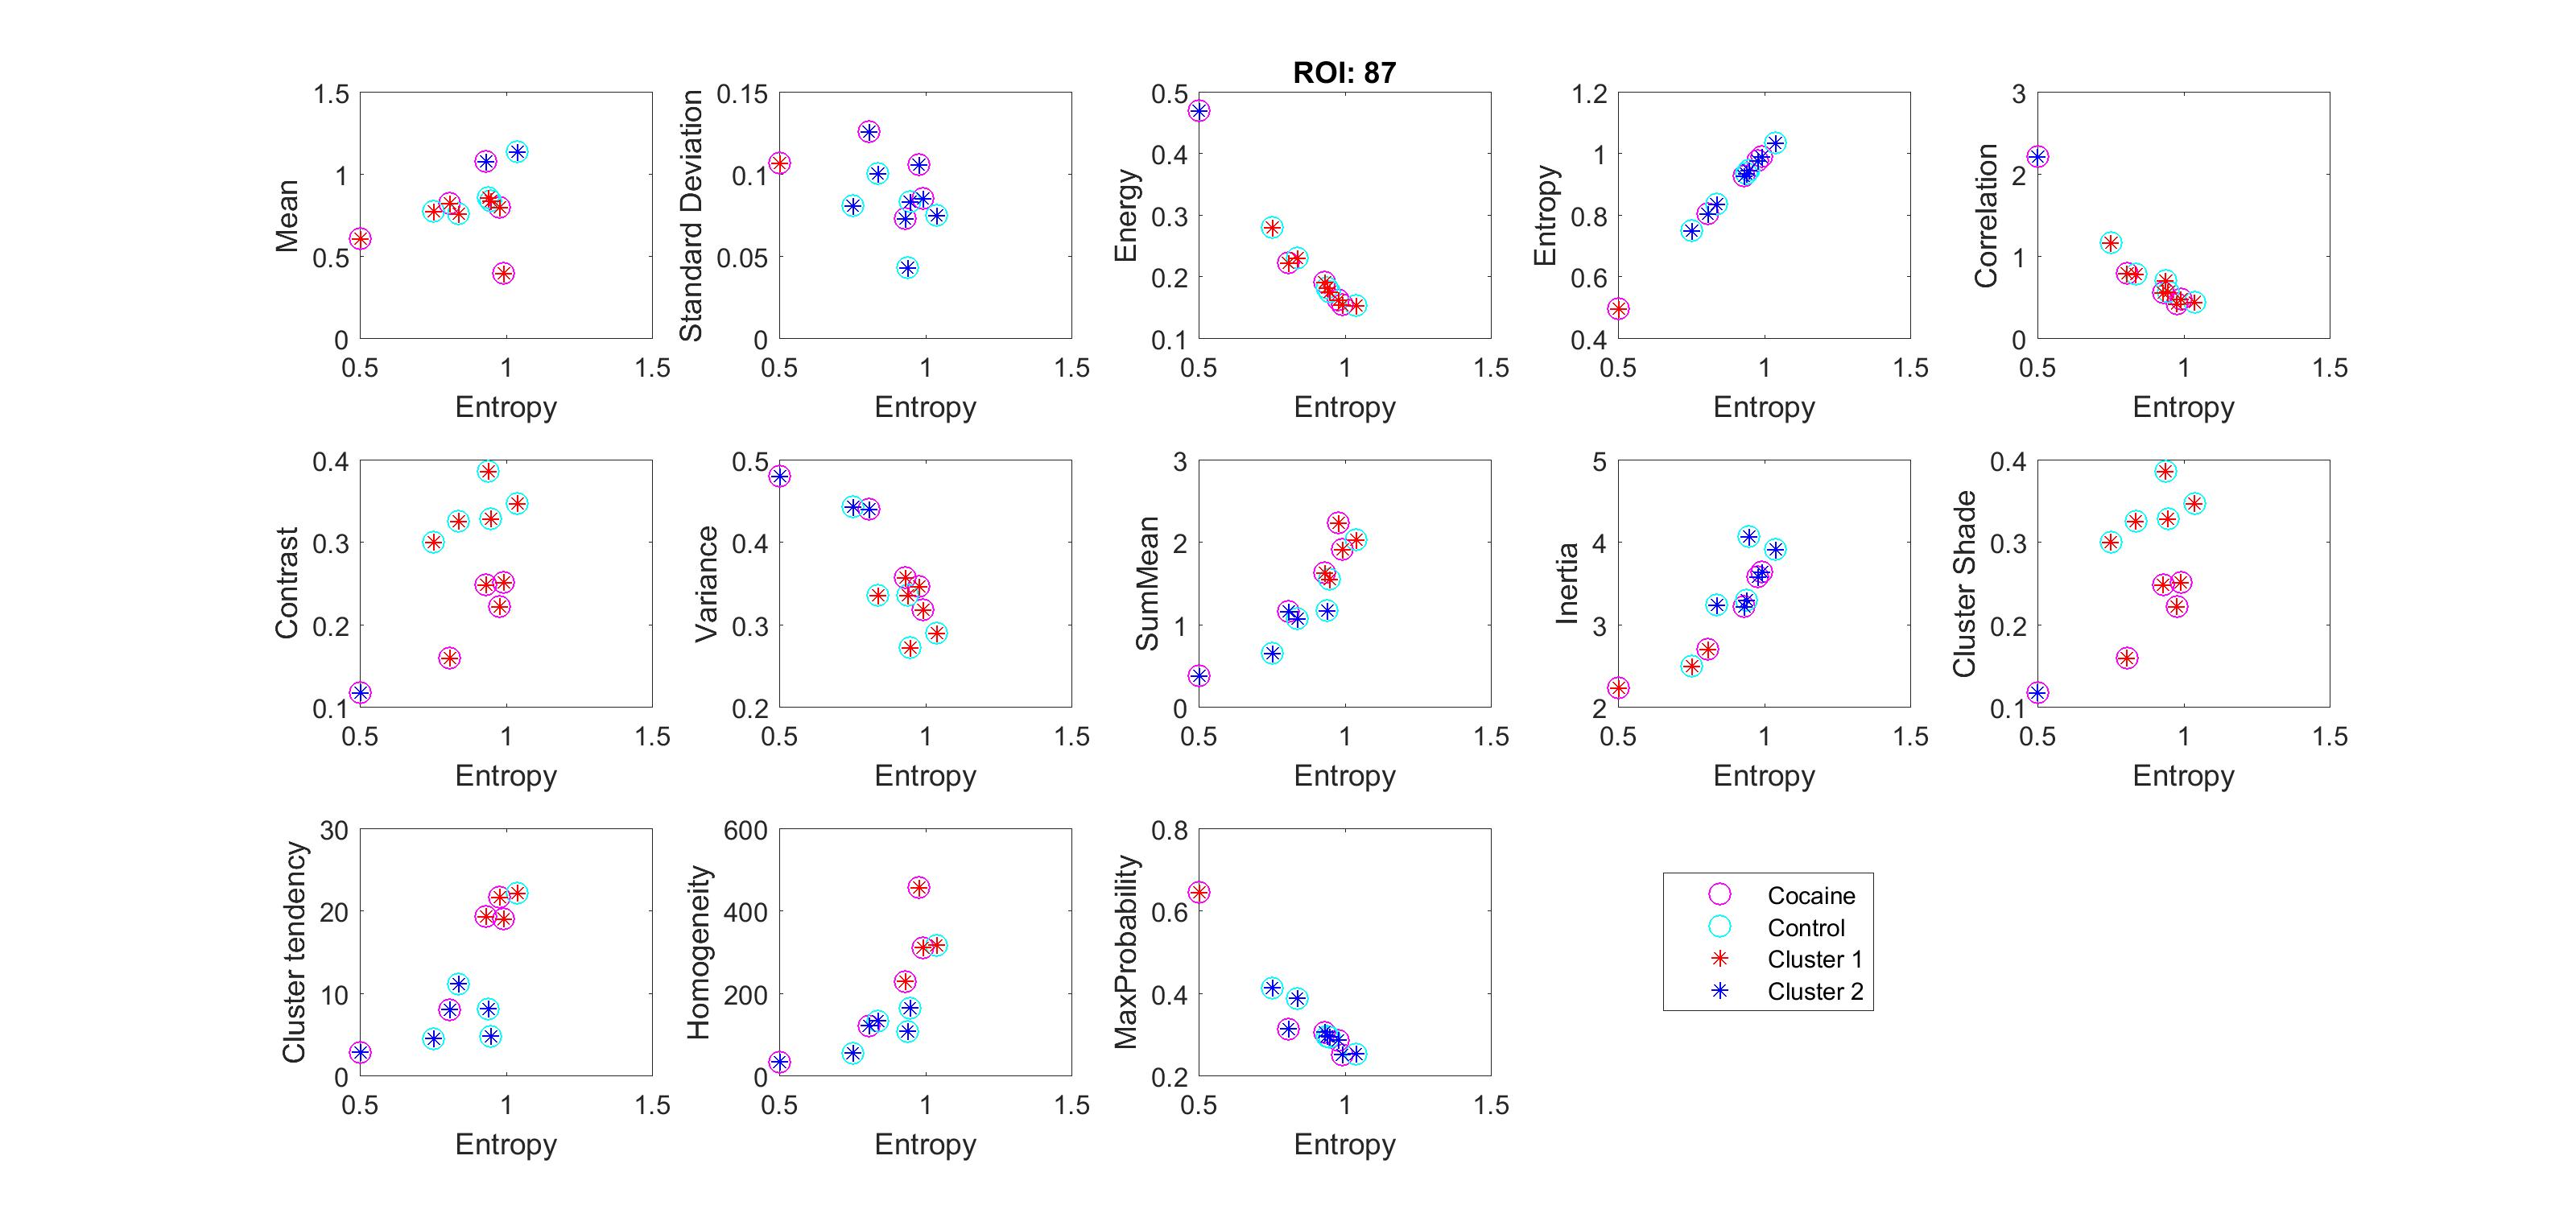 ROI: 87
Mean
1.5
1
0.5
0
0.5 1 1.5
Entropy
Standard Deviation
0.15
0.1
0.05
0
0.5 1 1.5
Entropy
Energy
0.5
0.4
0.3
0.2
0.1
0.5 1 1.5
Entropy
Entropy
1.2
1
0.8
0.6
0.4
0.5 1 1.5
Entropy
Correlation
3
2
1
0
0.5 1 1.5
Entropy
Contrast
0.4
0.3
0.2
0.1
0.5 1 1.5
Entropy
Variance
0.5
0.4
0.3
0.2
0.5 1 1.5
Entropy
SumMean
3
2
1
0
0.5 1 1.5
Entropy
Inertia
5
4
3
2
0.5 1 1.5
Entropy
Cluster Shade
0.4
0.3
0.2
0.1
0.5 1 1.5
Entropy
Cluster tendency
30
20
10
0
0.5 1 1.5
Entropy
Homogeneity
600
400
200
0
0.5 1 1.5
Entropy
MaxProbability
0.8
0.6
0.4
0.2
0.5 1 1.5
Entropy
Cocaine
Control
Cluster 1
Cluster 2